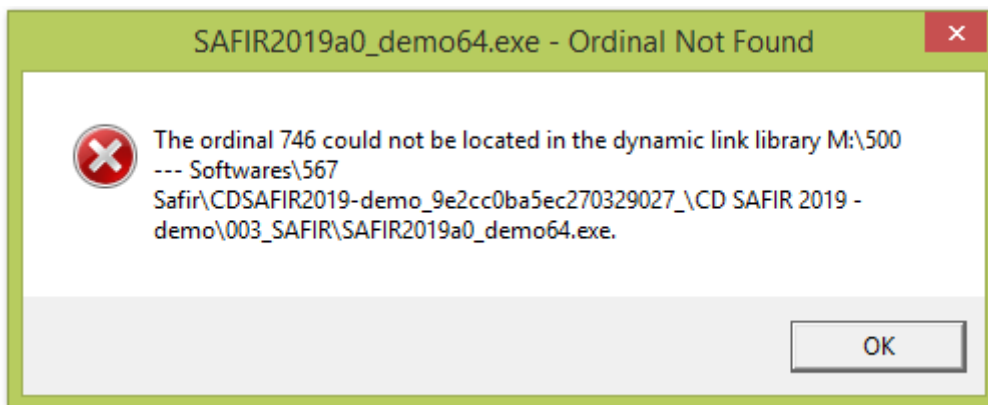 SAFIR2019a0_demo64.exe - Ordinal Not Found
The ordinal 746 could not be located in the dynamic link library M:\500
--- Softwares\567
Safir\CDSAFIR2019-demo_9e2cc0ba5ec270329027_\CD SAFIR 2019 -
demo\003_SAFIR\SAFIR2019a0_demo64.exe.
OK